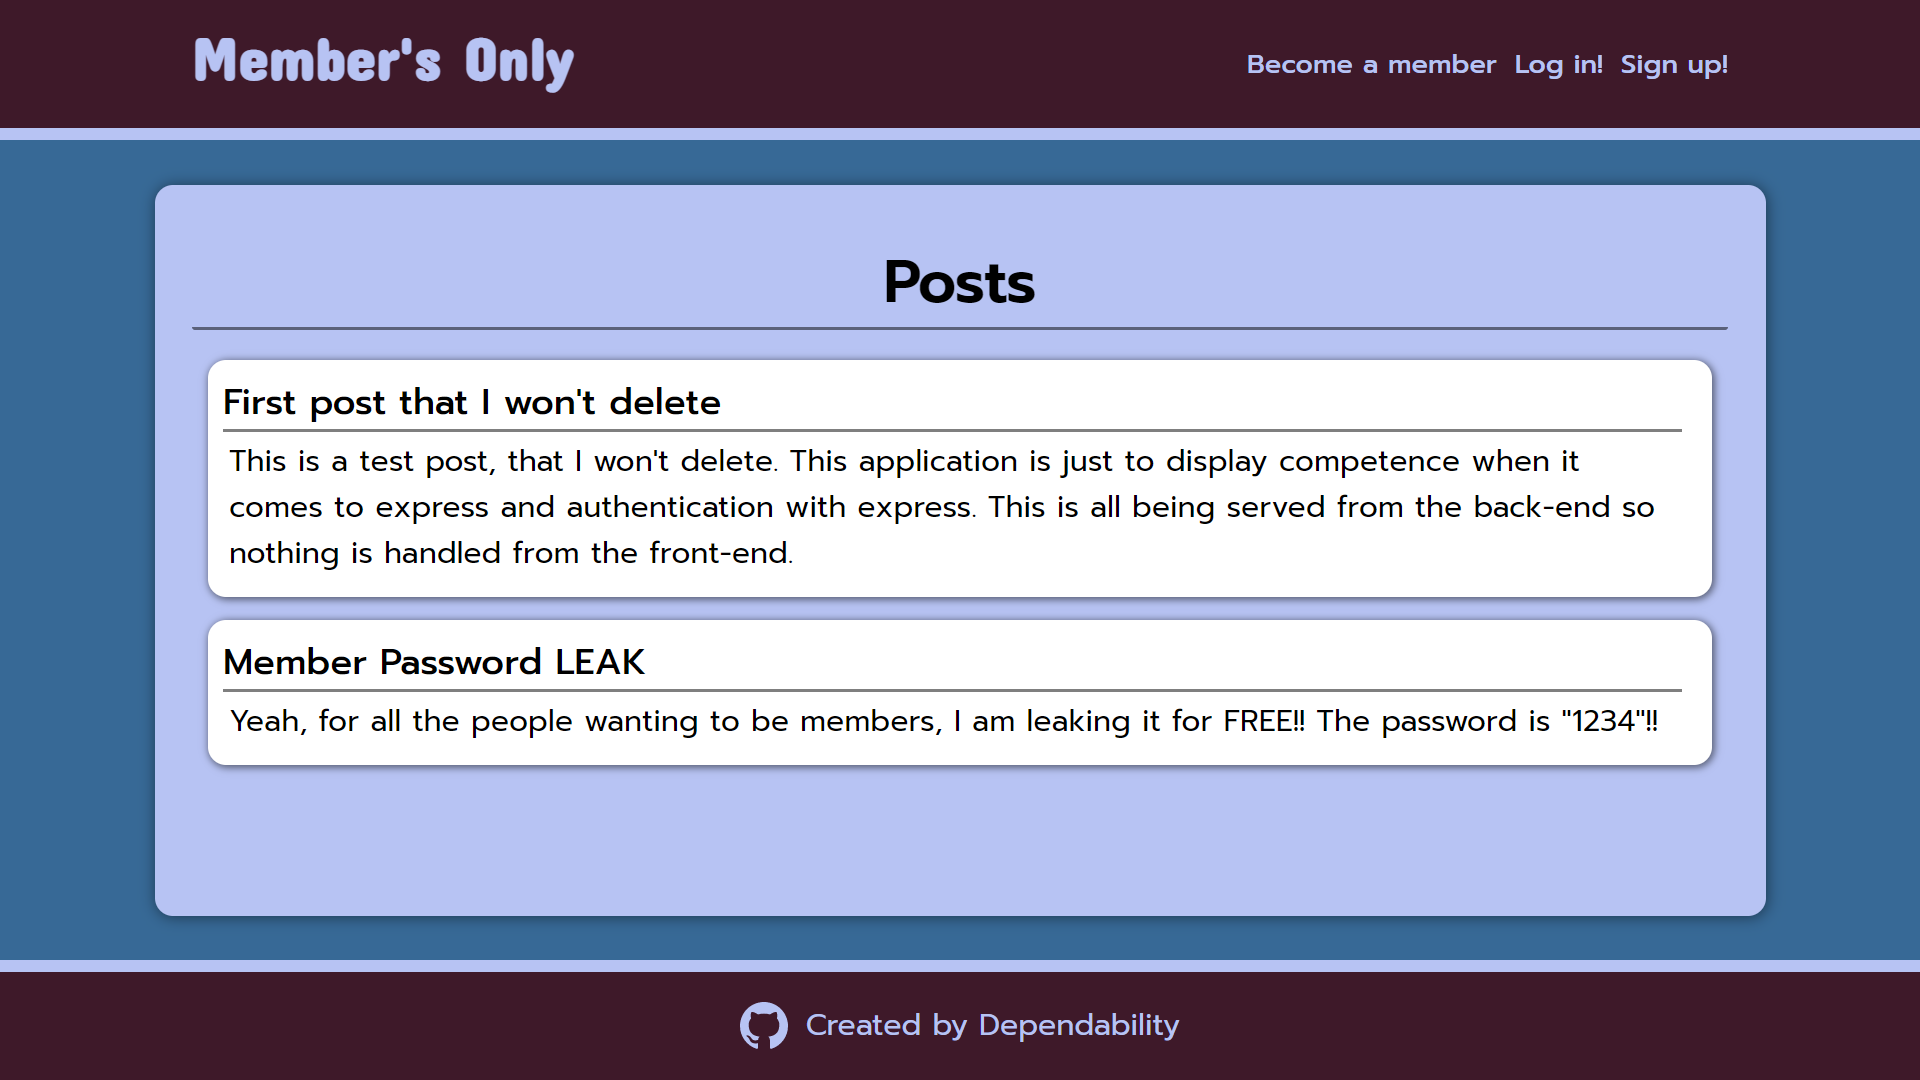 Member's Only
Become a member Log in! Sign up!
Posts
First post that I won't delete
This is a test post, that I won't delete. This application is just to display competence when it
comes to express and authentication with express. This is all being served from the back-end so
nothing is handled from the front-end.
Member Password LEAK
Yeah, for all the people wanting to be members, I am leaking it for FREE!! The password is "1234"!!
Created by Dependability